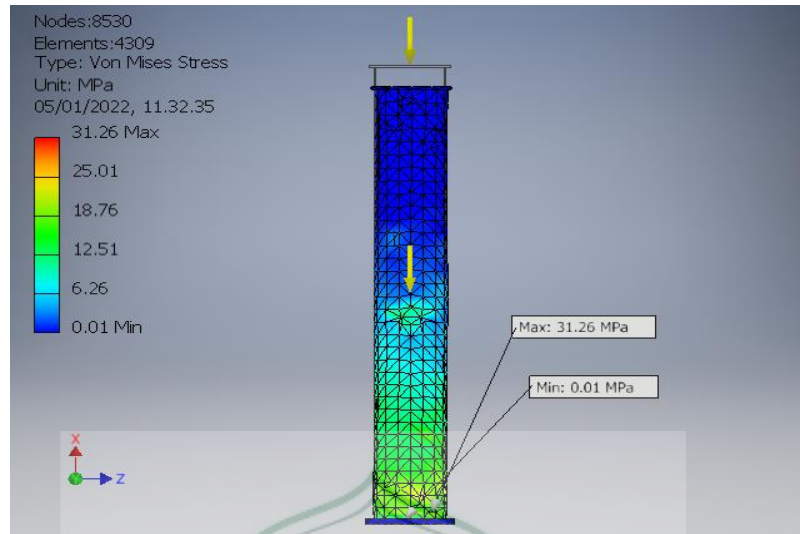 Nodes:8530
Elements:4309
Type: Von Mises Stress
Unit: MPa
05/01/2022, 11.32.35
31.26 Max
25.01
18.76
12.51
6.26
0.01 Min
Max: 31.26 MPa
Min: 0.01 MPa
X
Z